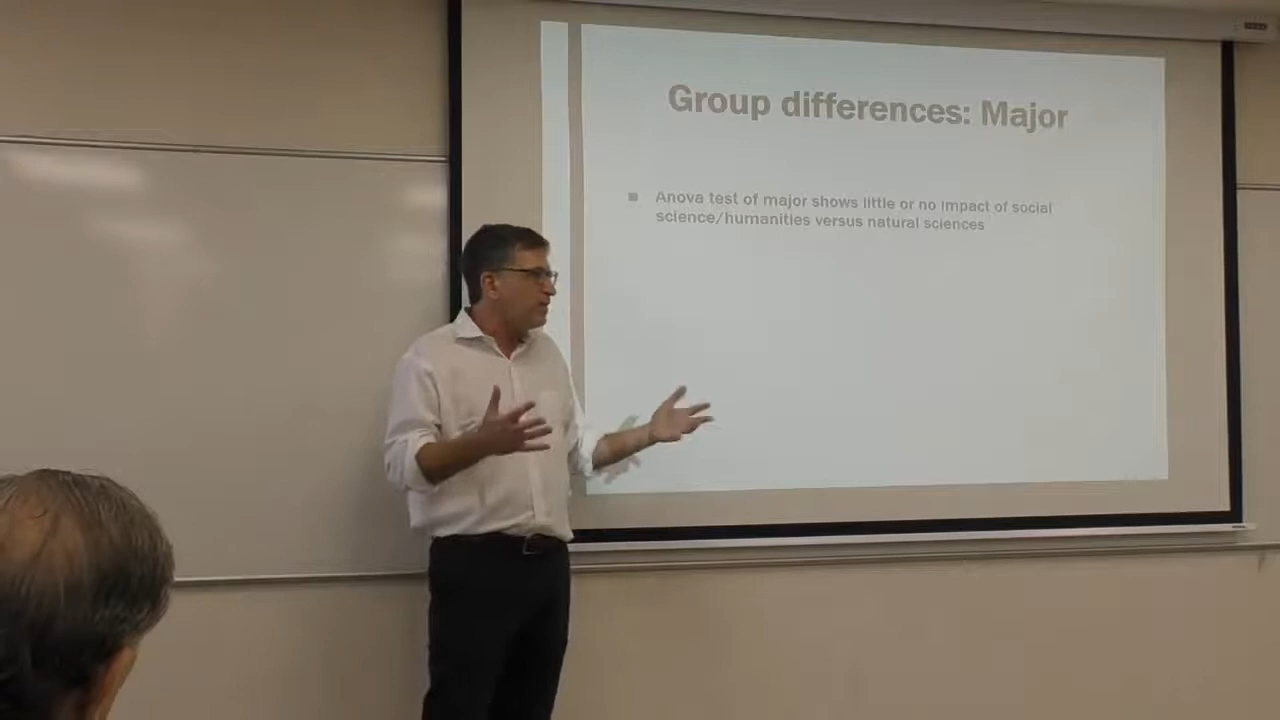 Group differences: Major
Anova test of major shows little or no impact of social
science/humanities versus natural sciences